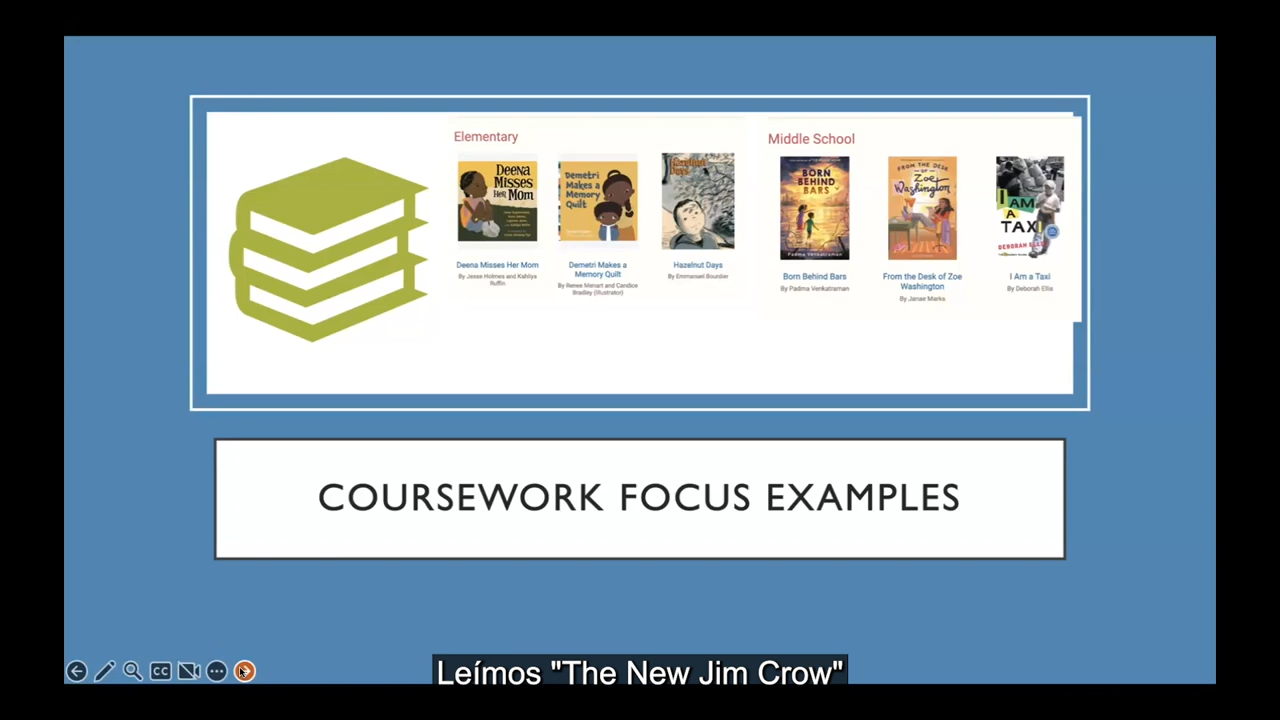 Elementary
Deena
Misses
Her Mom
Demetri
Makes a
Memory
Quilt
Deena Misses Her Mom
By Jesse Holmes and Kahliya
Ruffin
Demetri Makes a
Memory Quilt
By Renee Menart and Candice
Bradley (Illustrator)
Hazelnut Days
By Emmanuel Bourdier
Middle School
BORN
BEHIND
BARS
Padma Venkatraman
FROM THE DESK
OF
Zoe
Washington
I AM
A
TAXI
DEBORAH ELLIS
Born Behind Bars
By Padma Venkatraman
From the Desk of Zoe
Washington
By Janae Marks
I Am a Taxi
By Deborah Ellis
COURSEWORK FOCUS EXAMPLES
CC
Leímos "The New Jim Crow"